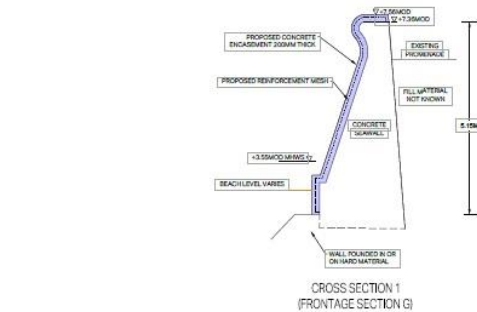 +7.56MOD
+7.36MOD
PROPOSED CONCRETE
ENCASEMENT 200MM THICK
EXISTING
PROMENADE
PROPOSED REINFORCEMENT MESH
FILL MATERIAL
NOT KNOWN
CONCRETE
SEAWALL
5.15M
+3.55MOD MHWS
BEACH LEVEL VARIES
WALL FOUNDED IN OR
ON HARD MATERIAL
CROSS SECTION 1
(FRONTAGE SECTION G)